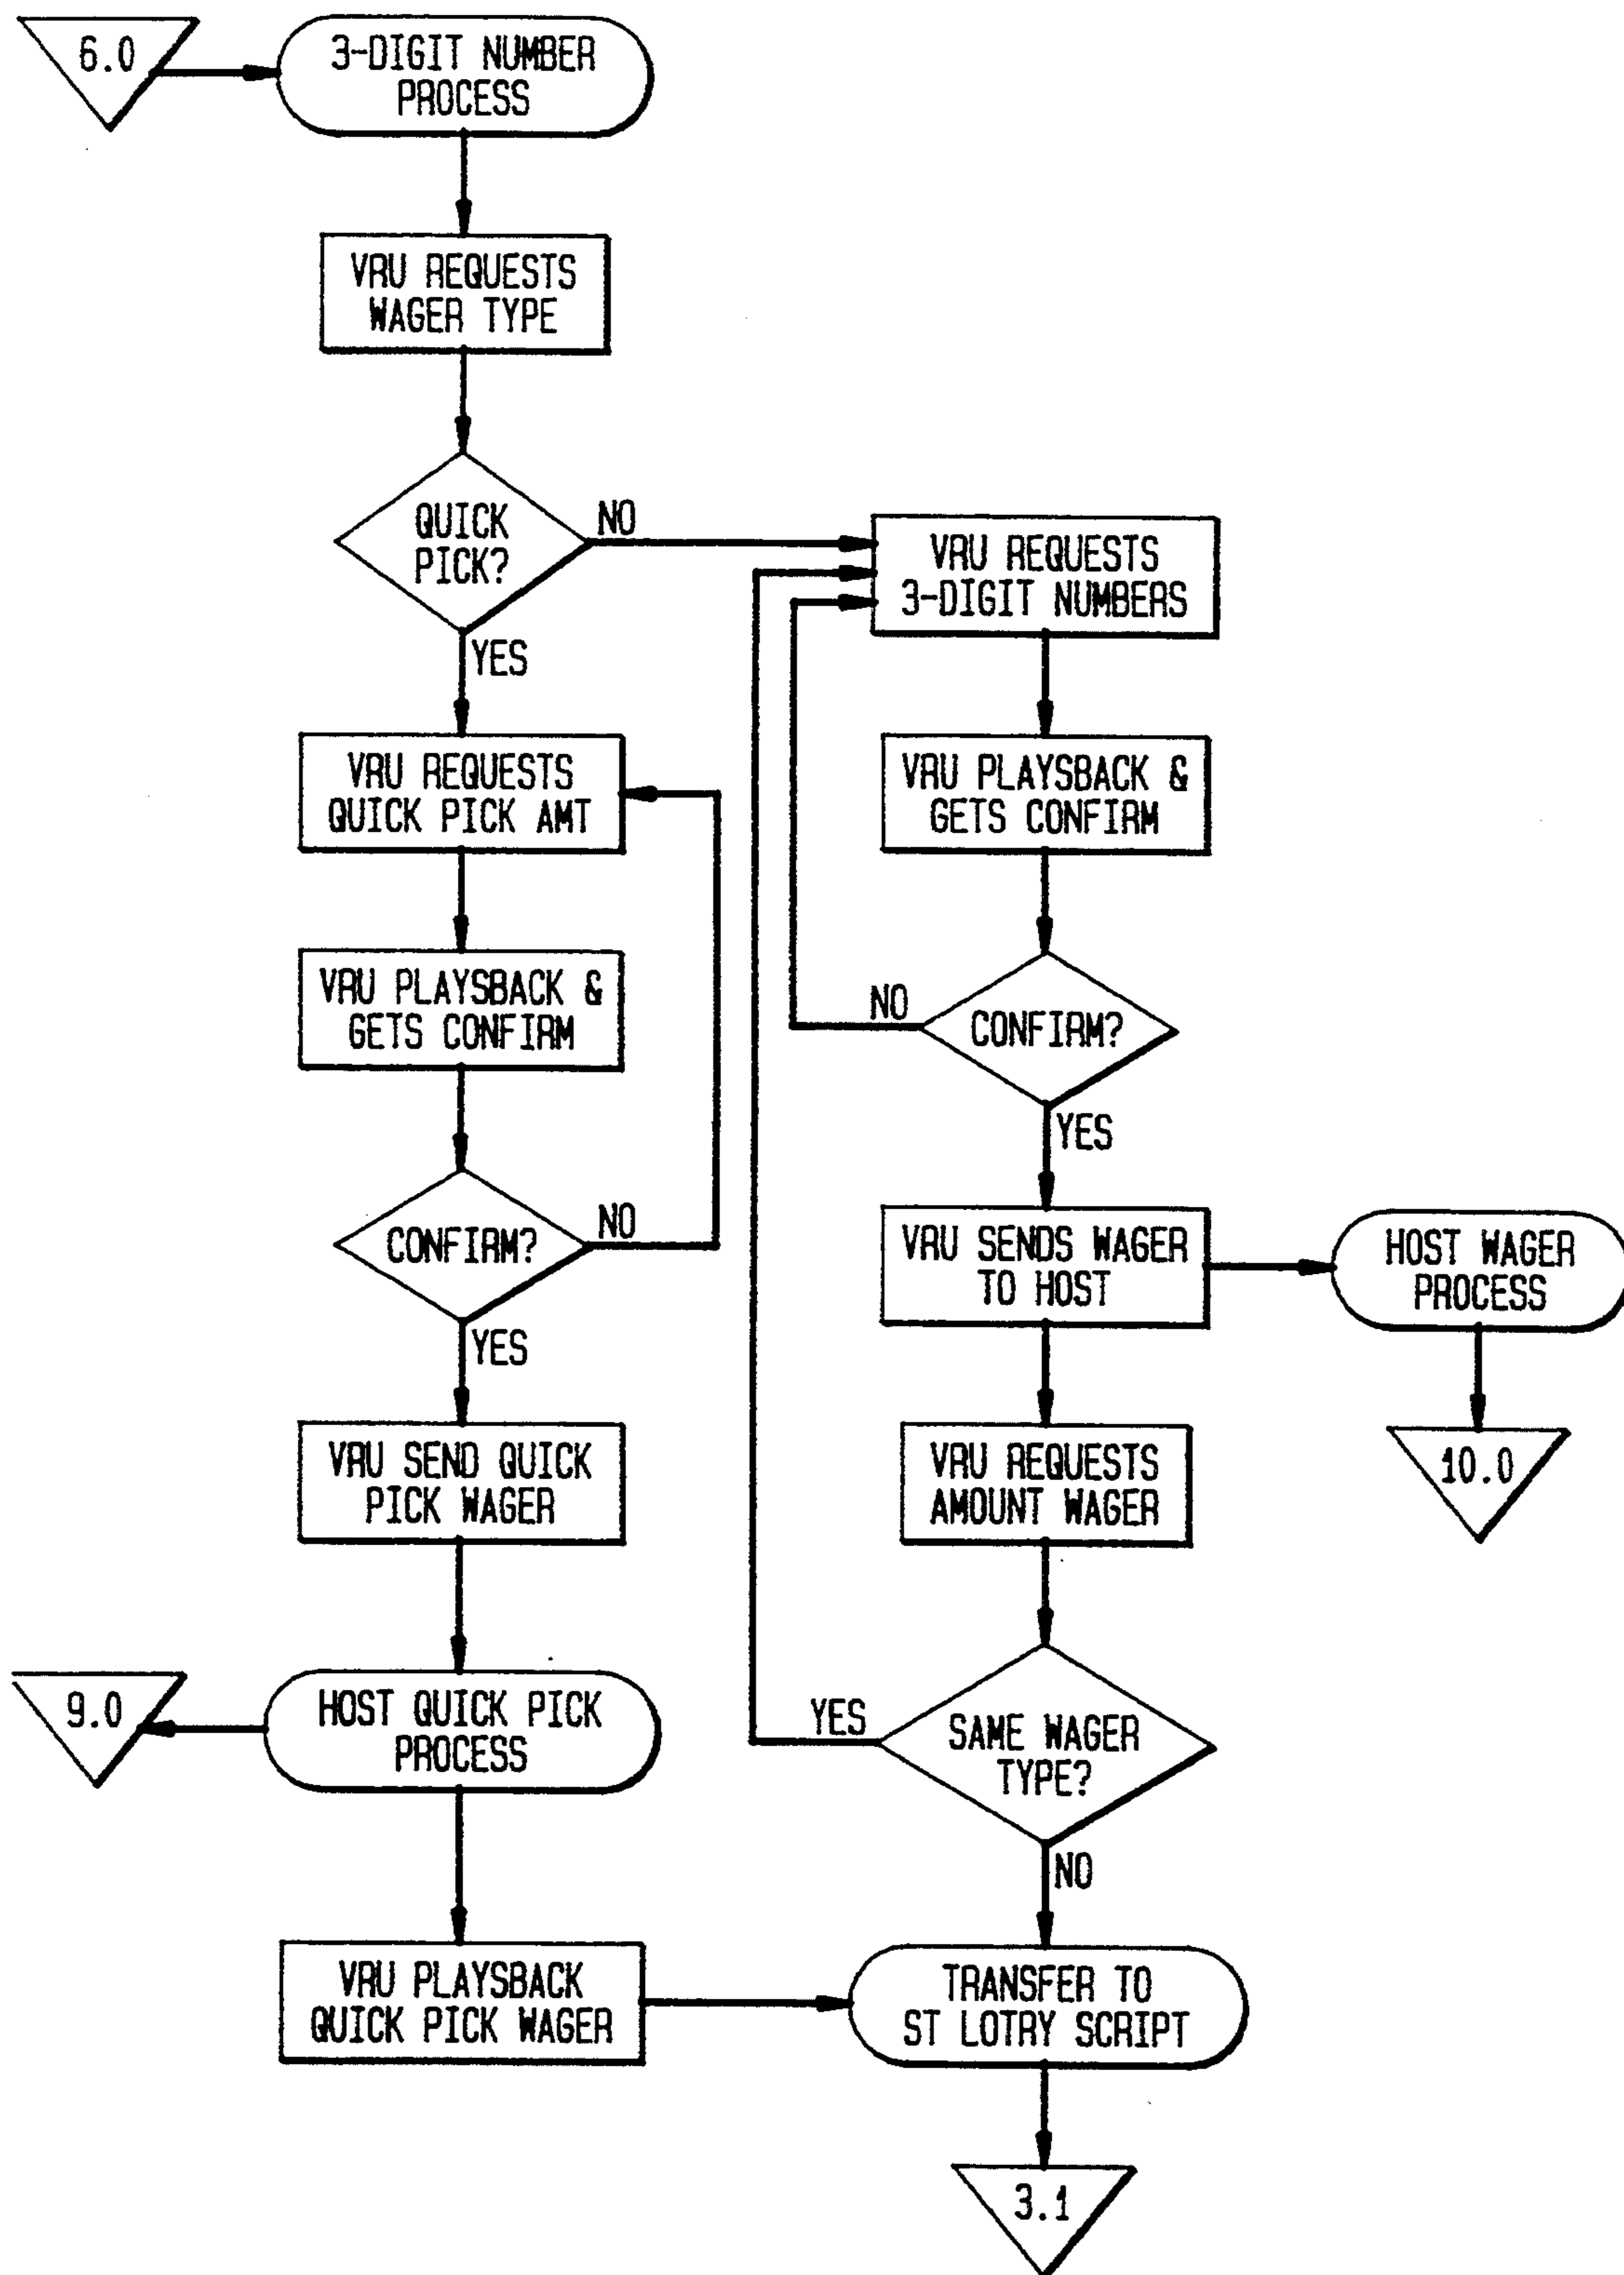 6.0
3-DIGIT NUMBER
PROCESS
VRU REQUESTS
WAGER TYPE
QUICK
PICK?
NO
YES
VRU REQUESTS
3-DIGIT NUMBERS
VRU REQUESTS
QUICK PICK AMT
VRU PLAYSBACK &
GETS CONFIRM
VRU PLAYSBACK &
GETS CONFIRM
NO
CONFIRM?
YES
CONFIRM?
NO
YES
VRU SENDS WAGER
TO HOST
HOST WAGER
PROCESS
10.0
VRU SEND QUICK
PICK WAGER
VRU REQUESTS
AMOUNT WAGER
9.0
HOST QUICK PICK
PROCESS
YES
SAME WAGER
TYPE?
NO
VRU PLAYSBACK
QUICK PICK WAGER
TRANSFER TO
ST LOTRY SCRIPT
3.1